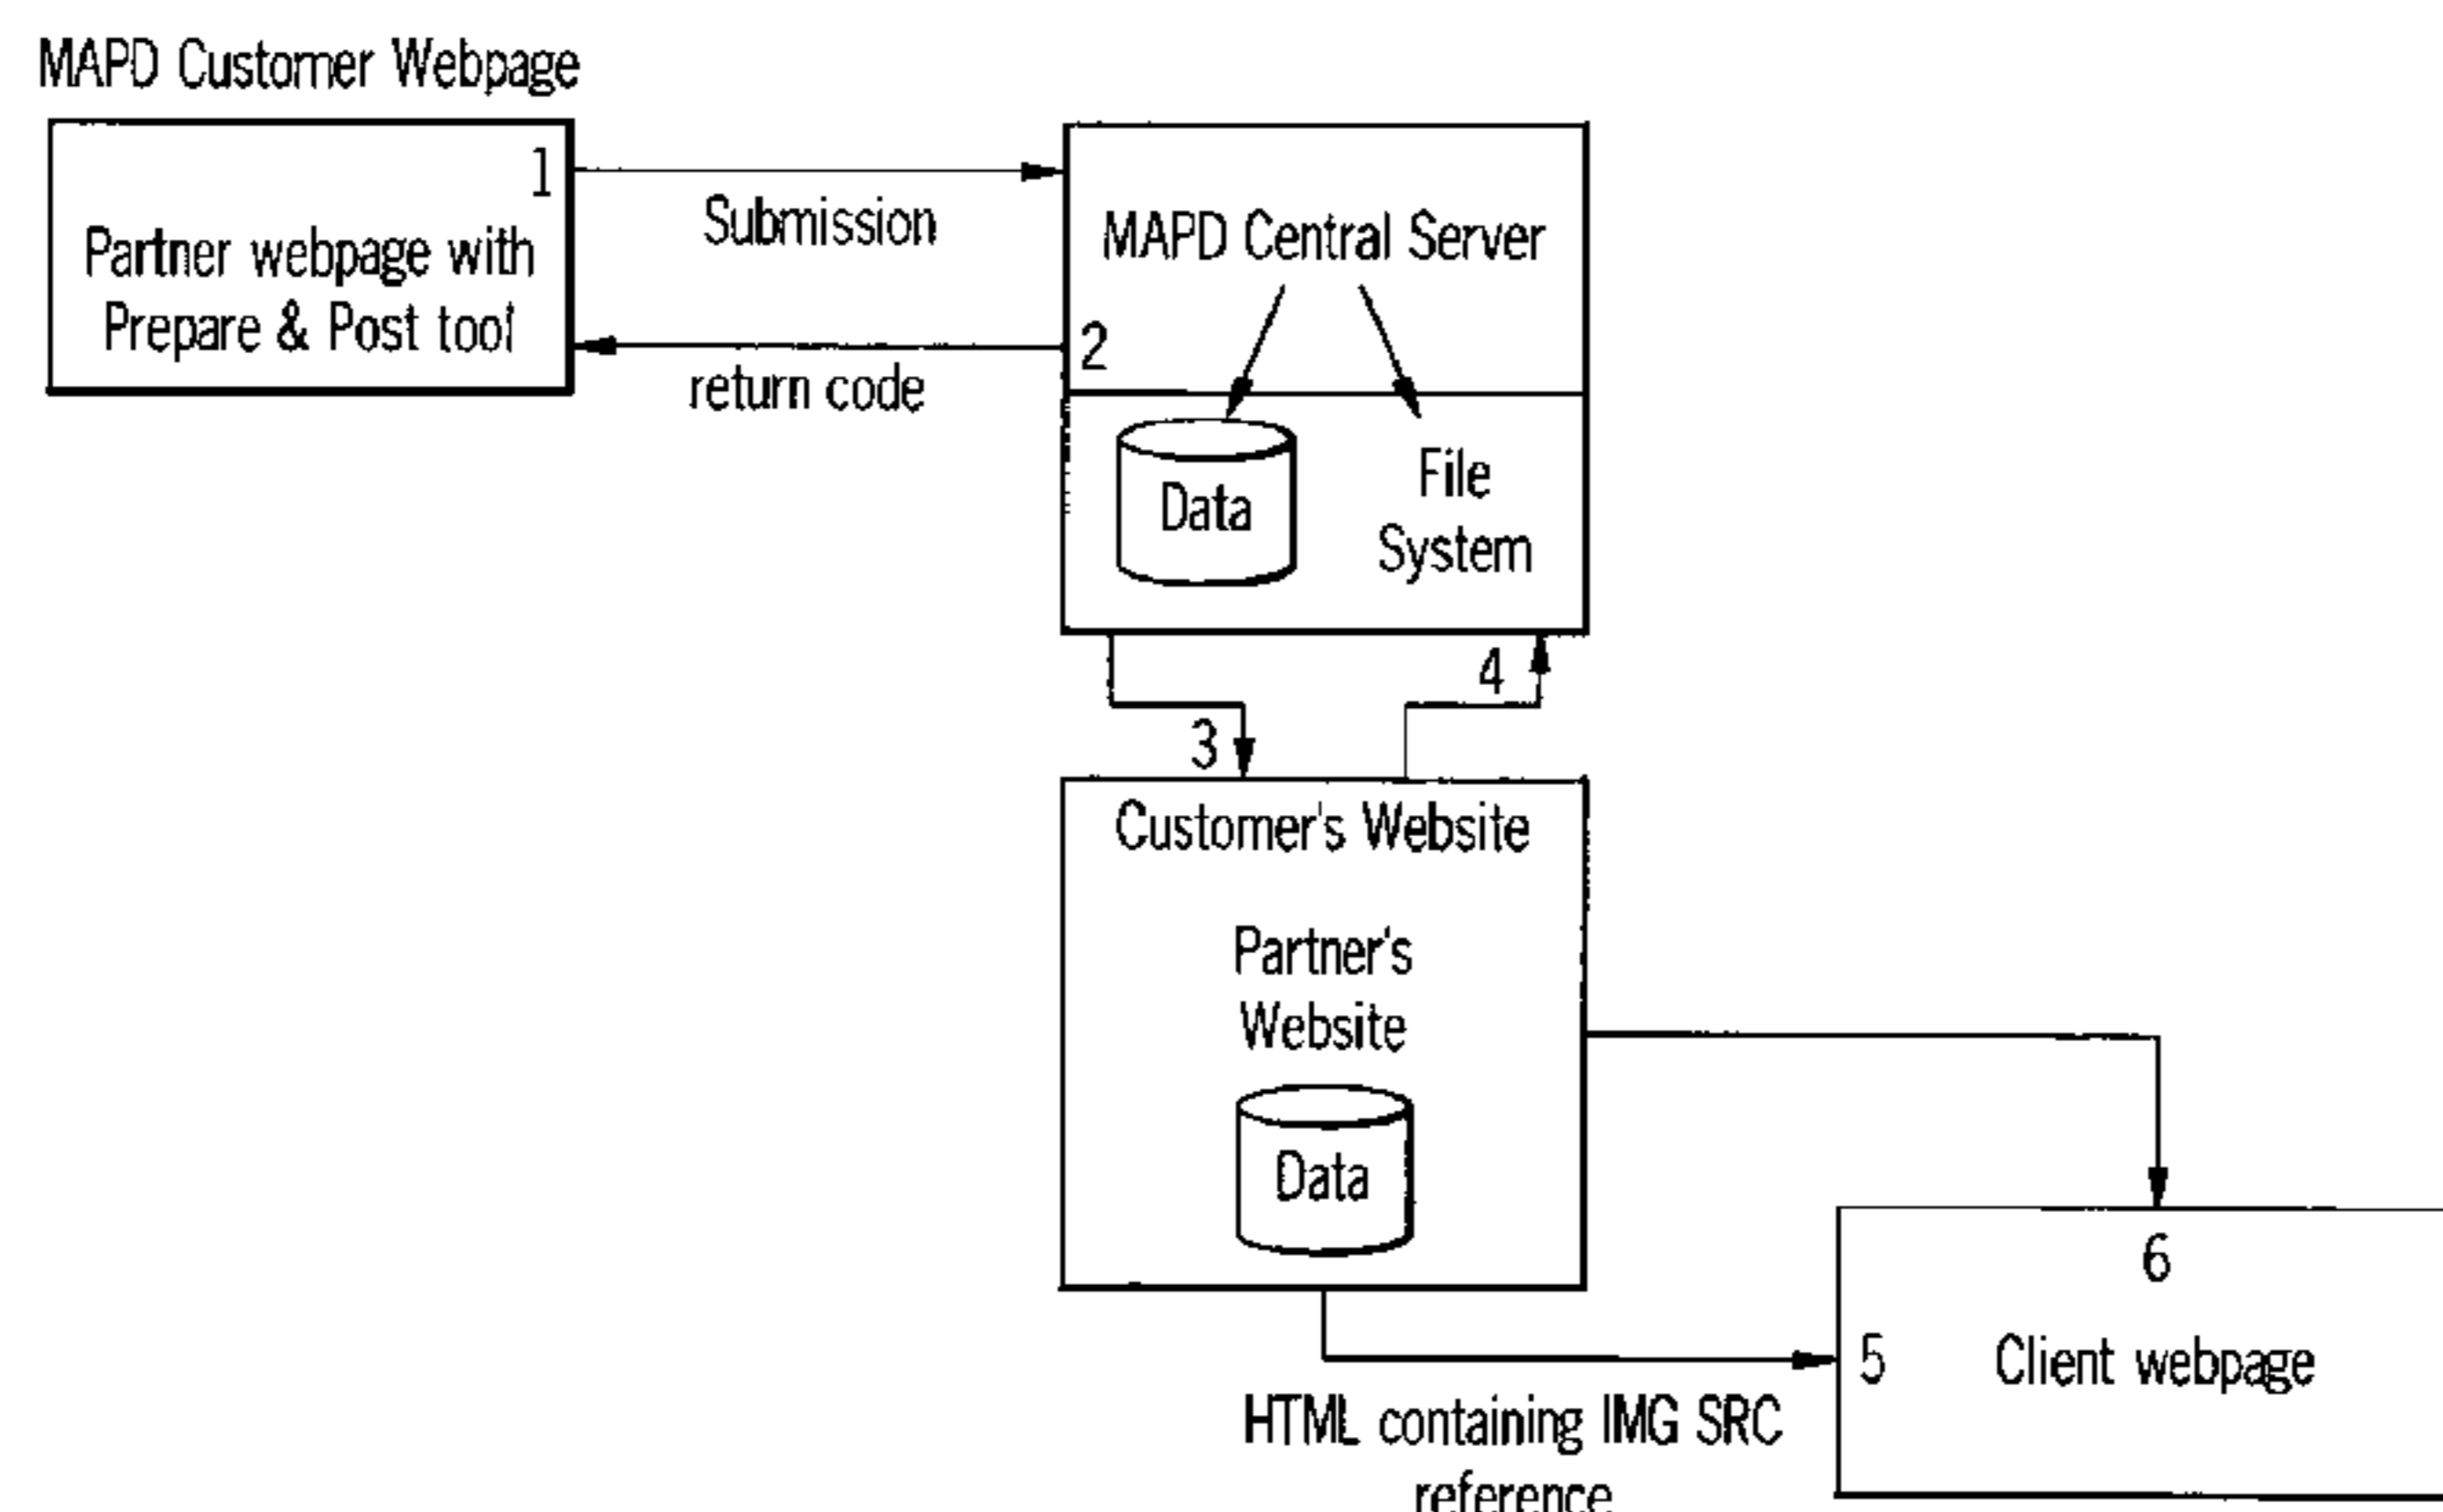 MAPD Customer Webpage
1
Partner webpage with
Prepare & Post tool
Submission
return code
MAPD Central Server
2
Data
File
System
3
4
Customer's Website
Partner's
Website
Data
6
5
Client webpage
HTML containing IMG SRC
reference